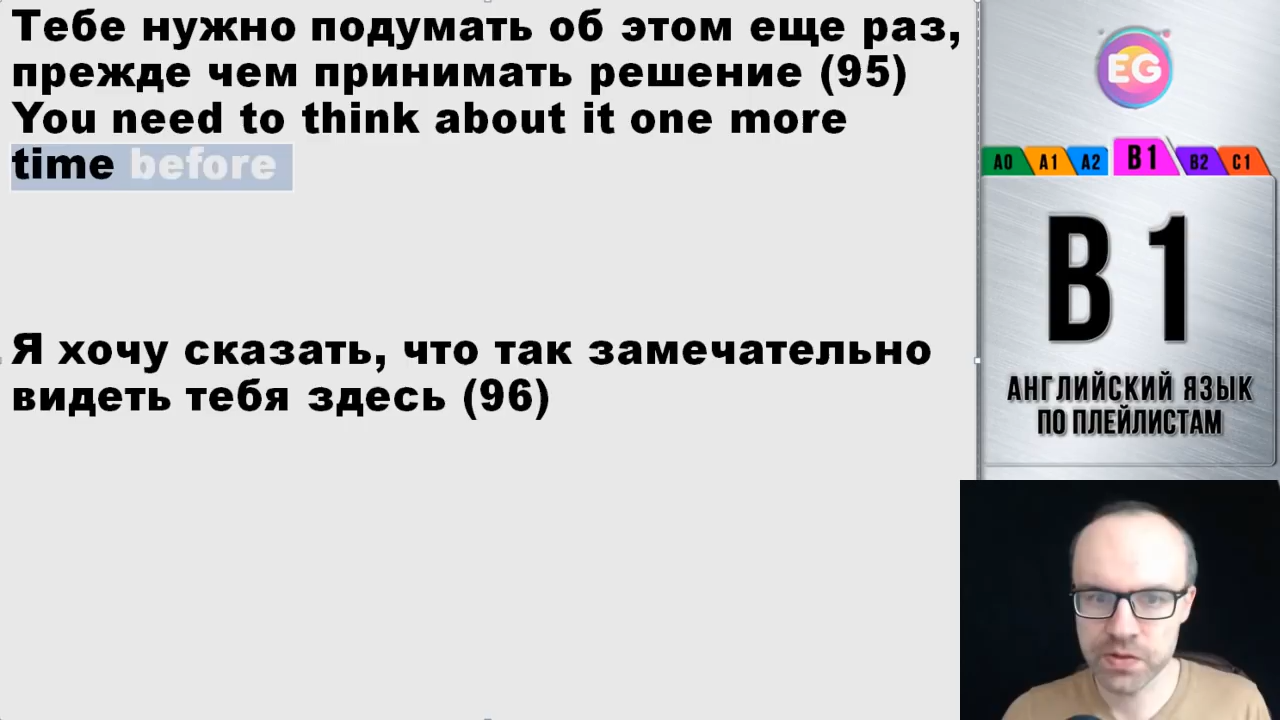 Тебе нужно подумать об этом еще раз,
прежде чем принимать решение (95)
You need to think about it one more
time before
Я хочу сказать, что так замечательно
видеть тебя здесь (96)
EG
A0 A1 A2 B1 B2 C1
B1
АНГЛИЙСКИЙ ЯЗЫК
ПО ПЛЕЙЛИСТАМ